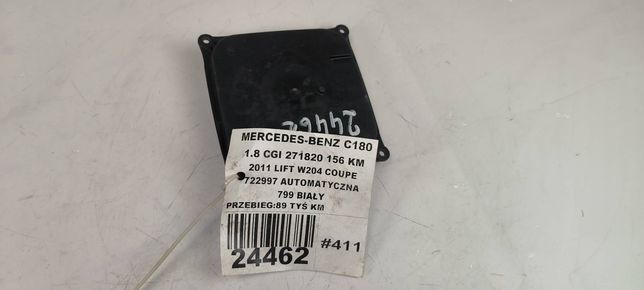 24462
MERCEDES-BENZ C180
1.8 CGI 271820 156 KM
2011 LIFT W204 COUPE
722997 AUTOMATYCZNA
799 BIAŁY
PRZEBIEG:89 TYŚ KM
#411
24462